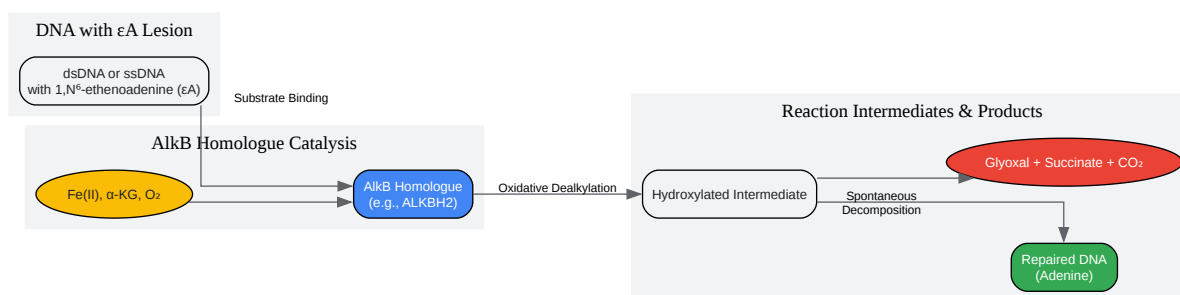 DNA with εA Lesion
dsDNA or ssDNA
with 1,N⁶-ethenoadenine (εA)
Substrate Binding
AlkB Homologue Catalysis
Fe(II), α-KG, O₂
AlkB Homologue
(e.g., ALKBH2)
Oxidative Dealkylation
Reaction Intermediates & Products
Hydroxylated Intermediate
Glyoxal + Succinate + CO₂
Spontaneous
Decomposition
Repaired DNA
(Adenine)